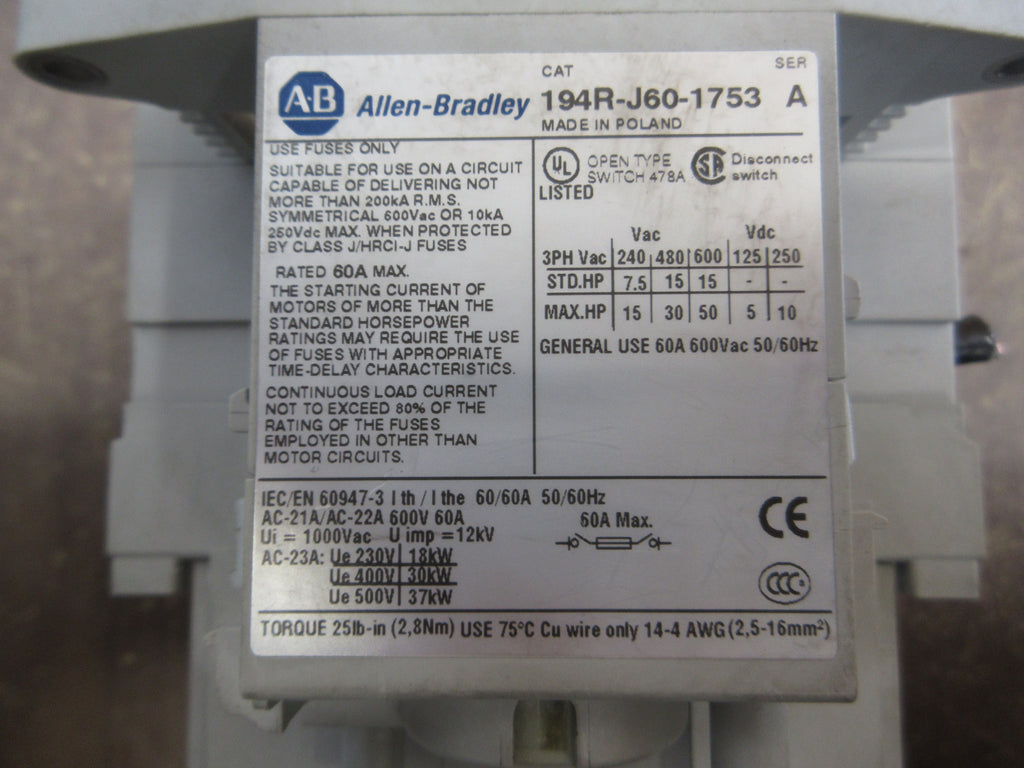 CAT
SER
AB Allen-Bradley 194R-J60-1753 A
MADE IN POLAND
USE FUSES ONLY
SUITABLE FOR USE ON A CIRCUIT
CAPABLE OF DELIVERING NOT
MORE THAN 200kA R.M.S.
SYMMETRICAL 600Vac OR 10kA
250Vdc MAX. WHEN PROTECTED
BY CLASS J/HRCI-J FUSES
RATED 60A MAX.
THE STARTING CURRENT OF
MOTORS OF MORE THAN THE
STANDARD HORSEPOWER
RATINGS MAY REQUIRE THE USE
OF FUSES WITH APPROPRIATE
TIME-DELAY CHARACTERISTICS.
CONTINUOUS LOAD CURRENT
NOT TO EXCEED 80% OF THE
RATING OF THE FUSES
EMPLOYED IN OTHER THAN
MOTOR CIRCUITS.
UL OPEN TYPE SA Disconnect
SWITCH 478A switch
LISTED
Vac Vdc
3PH Vac 240 480 600 125 250
STD.HP 7.5 15 15 - -
MAX.HP 15 30 50 5 10
GENERAL USE 60A 600Vac 50/60Hz
IEC/EN 60947-3 I th / I the 60/60A 50/60Hz
AC-21A/AC-22A 600V 60A
Ui = 1000Vac U imp =12kV
AC-23A: Ue 230V 18kW
Ue 400V 30kW
Ue 500V 37kW
60A Max.
CE
CCC
TORQUE 25lb-in (2,8Nm) USE 75°C Cu wire only 14-4 AWG (2,5-16mm²)